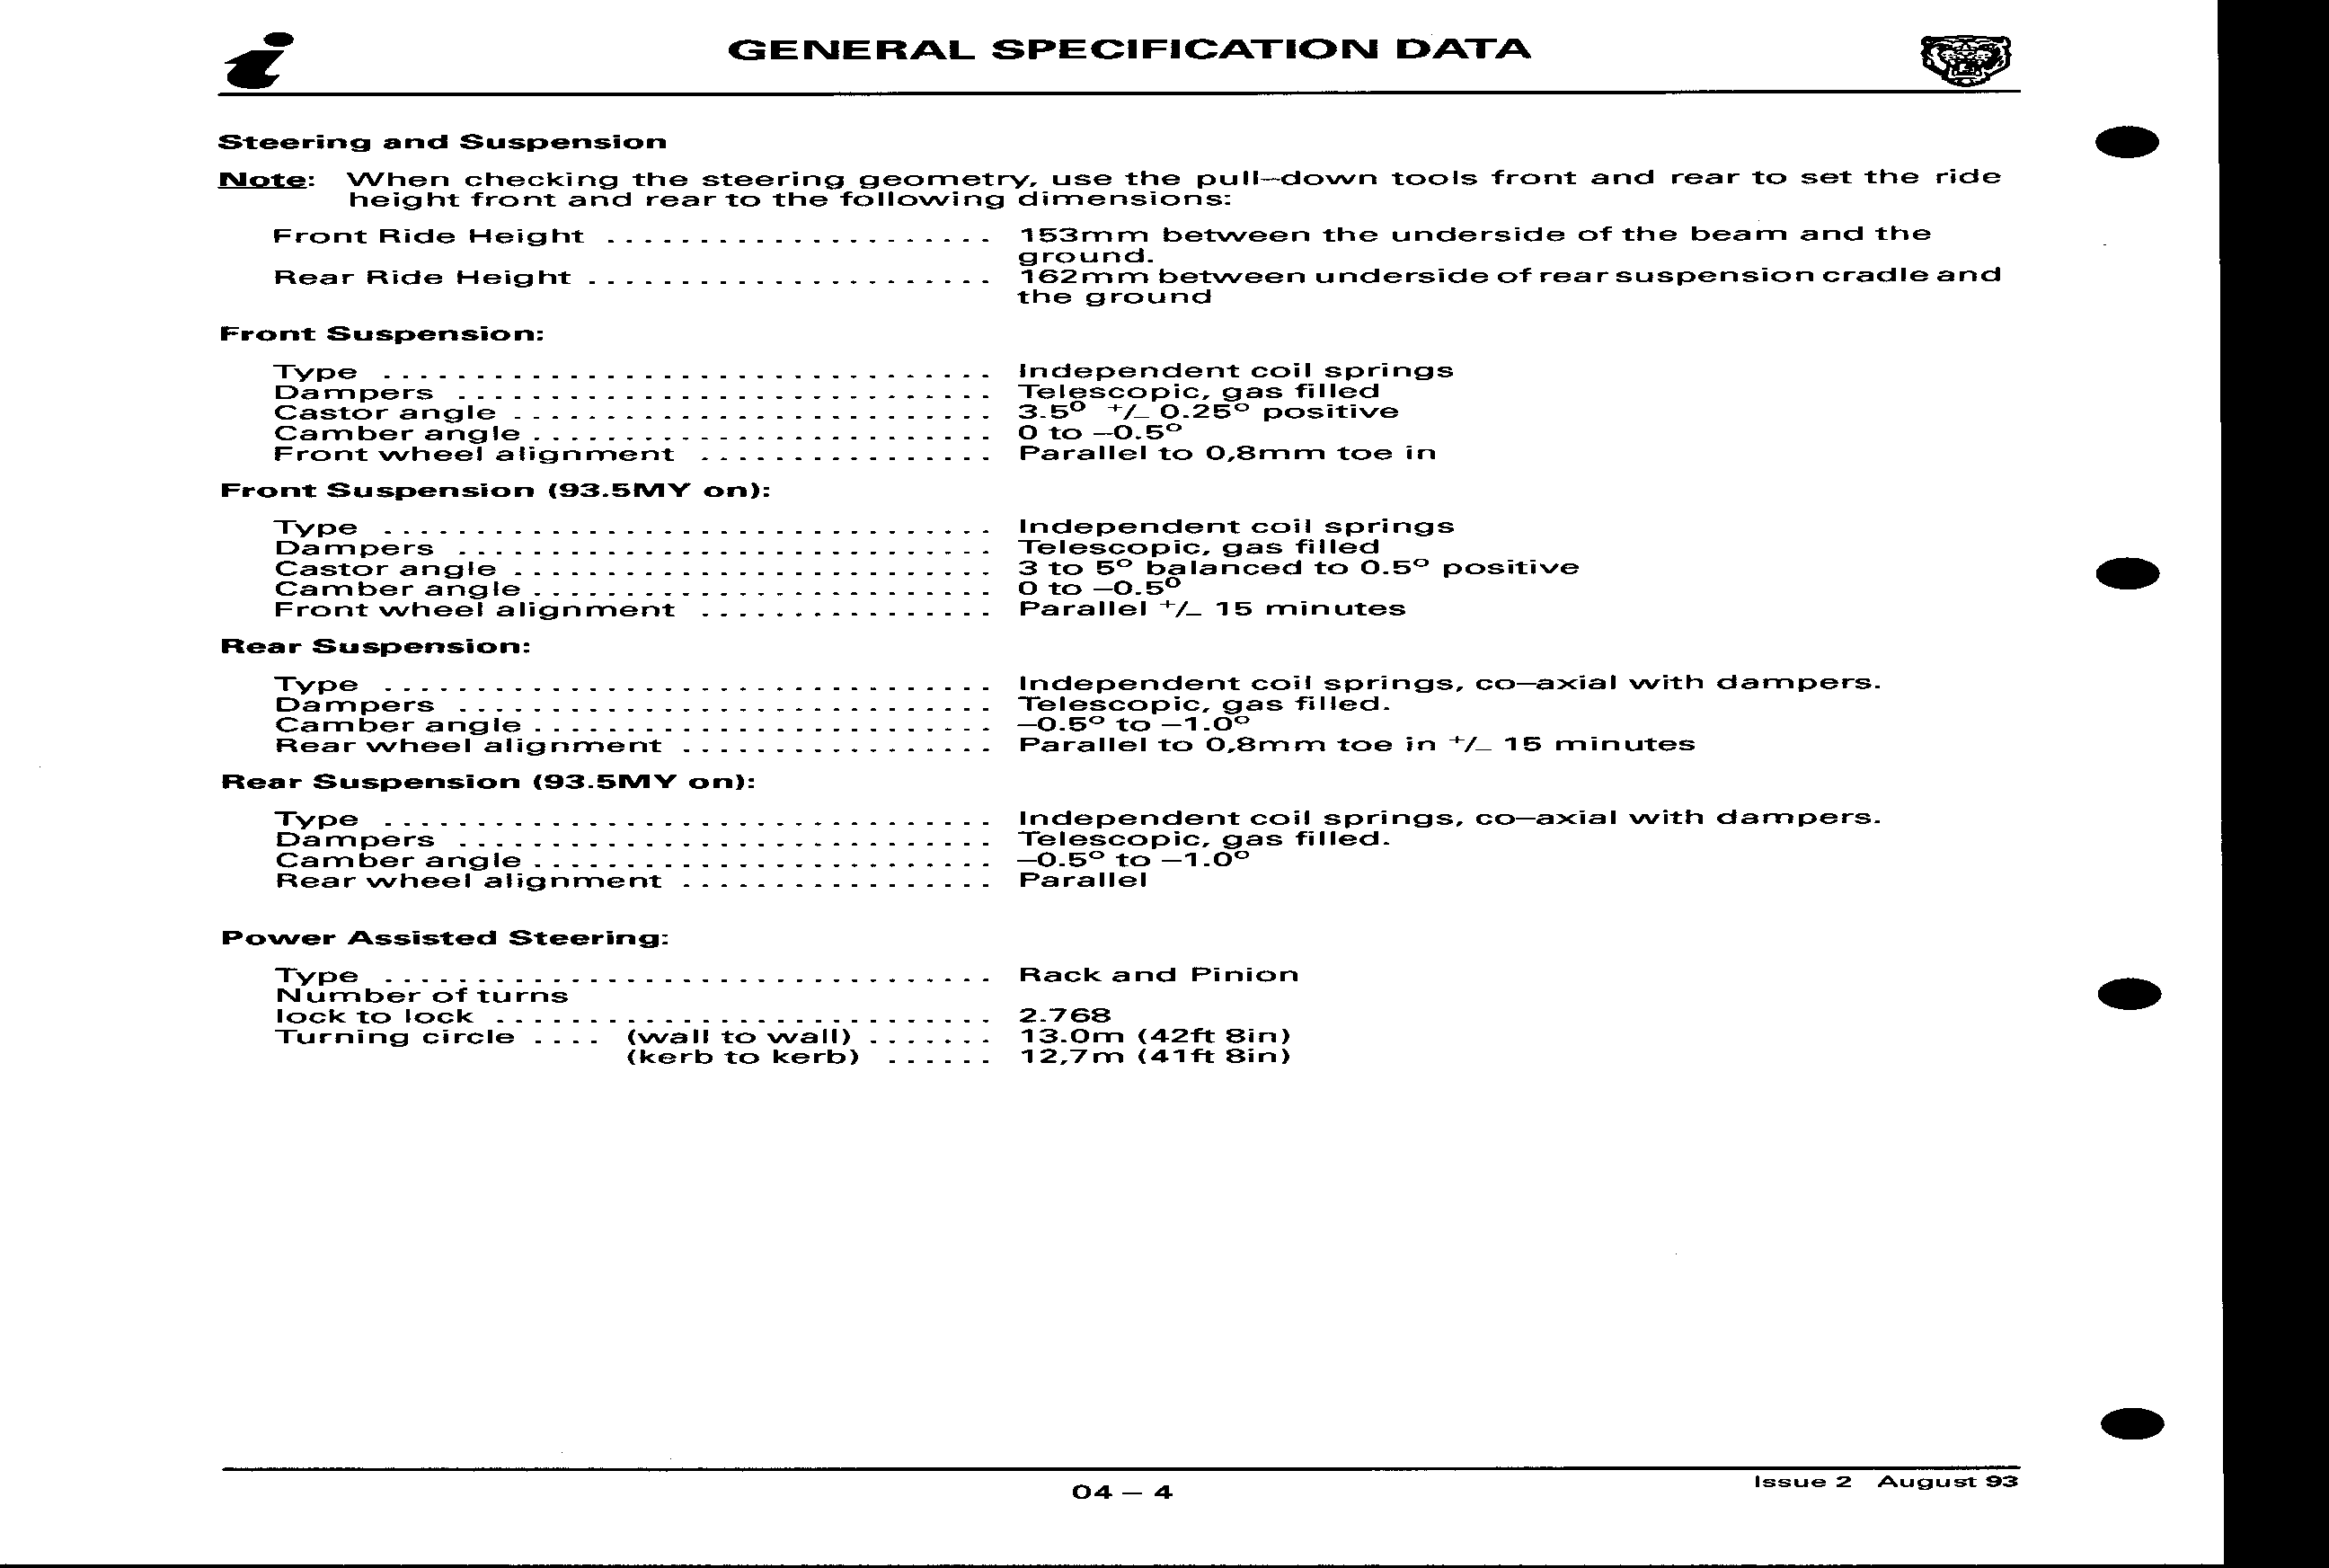 GENERAL SPECIFICATION DATA
Steering and Suspension
Note: When checking the steering geometry, use the pull–down tools front and rear to set the ride
height front and rear to the following dimensions:
Front Ride Height ..................... 153mm between the underside of the beam and the
ground.
Rear Ride Height ...................... 162mm between underside of rear suspension cradle and
the ground
Front Suspension:
Type ................................. Independent coil springs
Dampers ............................. Telescopic, gas filled
Castor angle .......................... 3.5° +/_ 0.25° positive
Camber angle ......................... 0 to –0.5°
Front wheel alignment ................ Parallel to 0,8mm toe in
Front Suspension (93.5MY on):
Type ................................. Independent coil springs
Dampers ............................. Telescopic, gas filled
Castor angle .......................... 3 to 5° balanced to 0.5° positive
Camber angle ......................... 0 to –0.5°
Front wheel alignment ................ Parallel +/_ 15 minutes
Rear Suspension:
Type ................................. Independent coil springs, co–axial with dampers.
Dampers ............................. Telescopic, gas filled.
Camber angle ......................... –0.5° to –1.0°
Rear wheel alignment ................. Parallel to 0,8mm toe in +/_ 15 minutes
Rear Suspension (93.5MY on):
Type ................................. Independent coil springs, co–axial with dampers.
Dampers ............................. Telescopic, gas filled.
Camber angle ......................... –0.5° to –1.0°
Rear wheel alignment ................. Parallel
Power Assisted Steering:
Type ................................. Rack and Pinion
Number of turns
lock to lock ........................... 2.768
Turning circle .... (wall to wall) ....... 13.0m (42ft 8in)
(kerb to kerb) ...... 12,7m (41ft 8in)
04 – 4
Issue 2 August 93